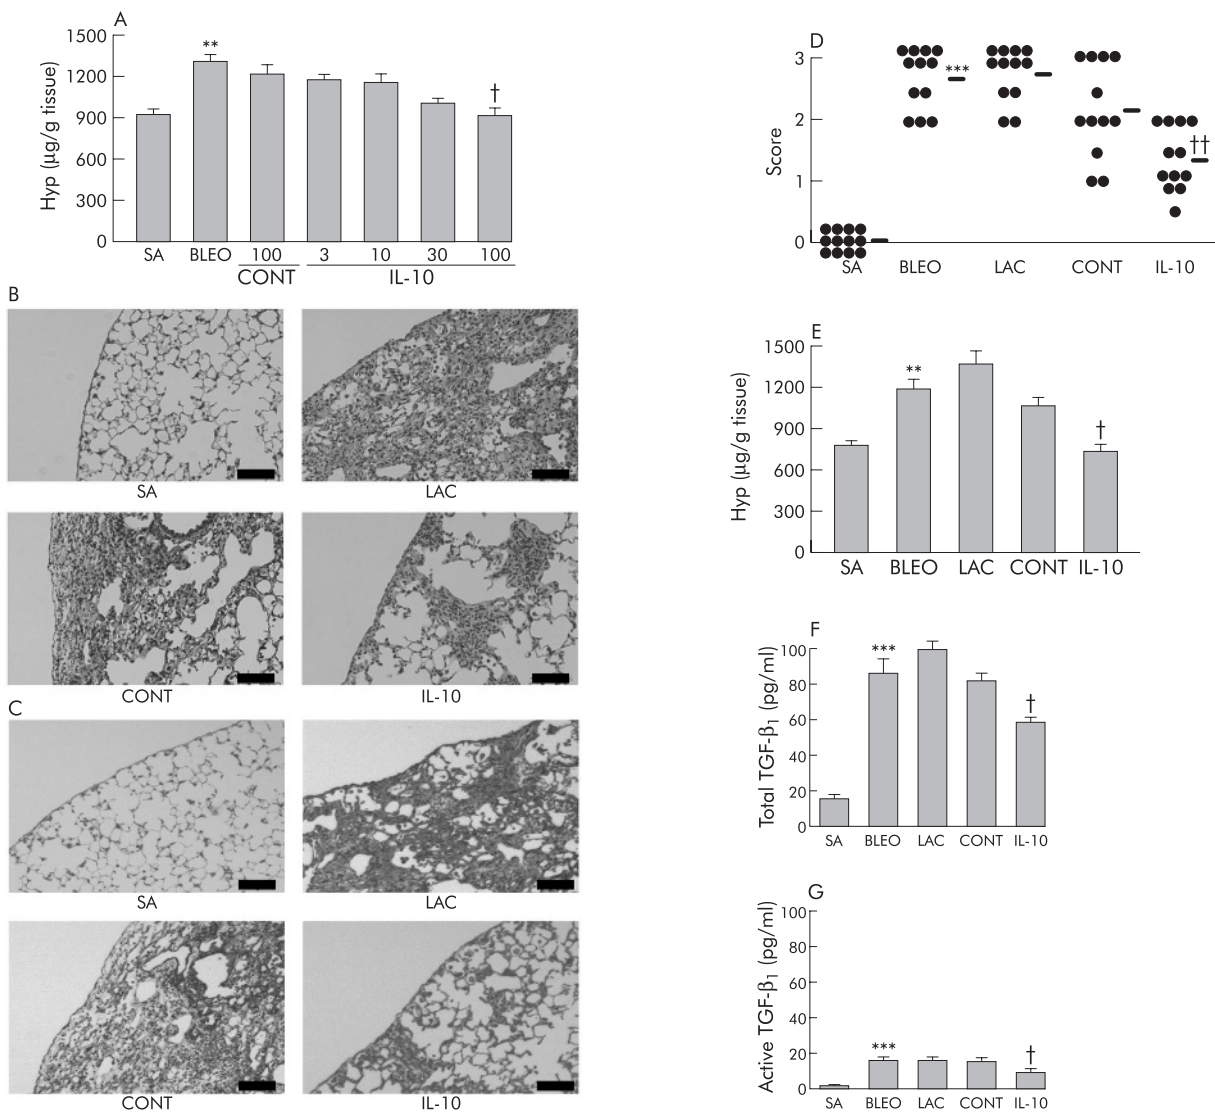 A
1500
1200
900
600
300
0
Hyp (µg/g tissue)
**
†
SA BLEO 100 3 10 30 100
CONT IL-10
B
SA LAC
CONT IL-10
C
SA LAC
CONT IL-10
D
3
2
1
0
Score
***
††
SA BLEO LAC CONT IL-10
E
1500
1200
900
600
300
0
Hyp (µg/g tissue)
**
†
SA BLEO LAC CONT IL-10
F
100
80
60
40
20
0
Total TGF-β1 (pg/ml)
***
†
SA BLEO LAC CONT IL-10
G
100
80
60
40
20
0
Active TGF-β1 (pg/ml)
***
†
SA BLEO LAC CONT IL-10